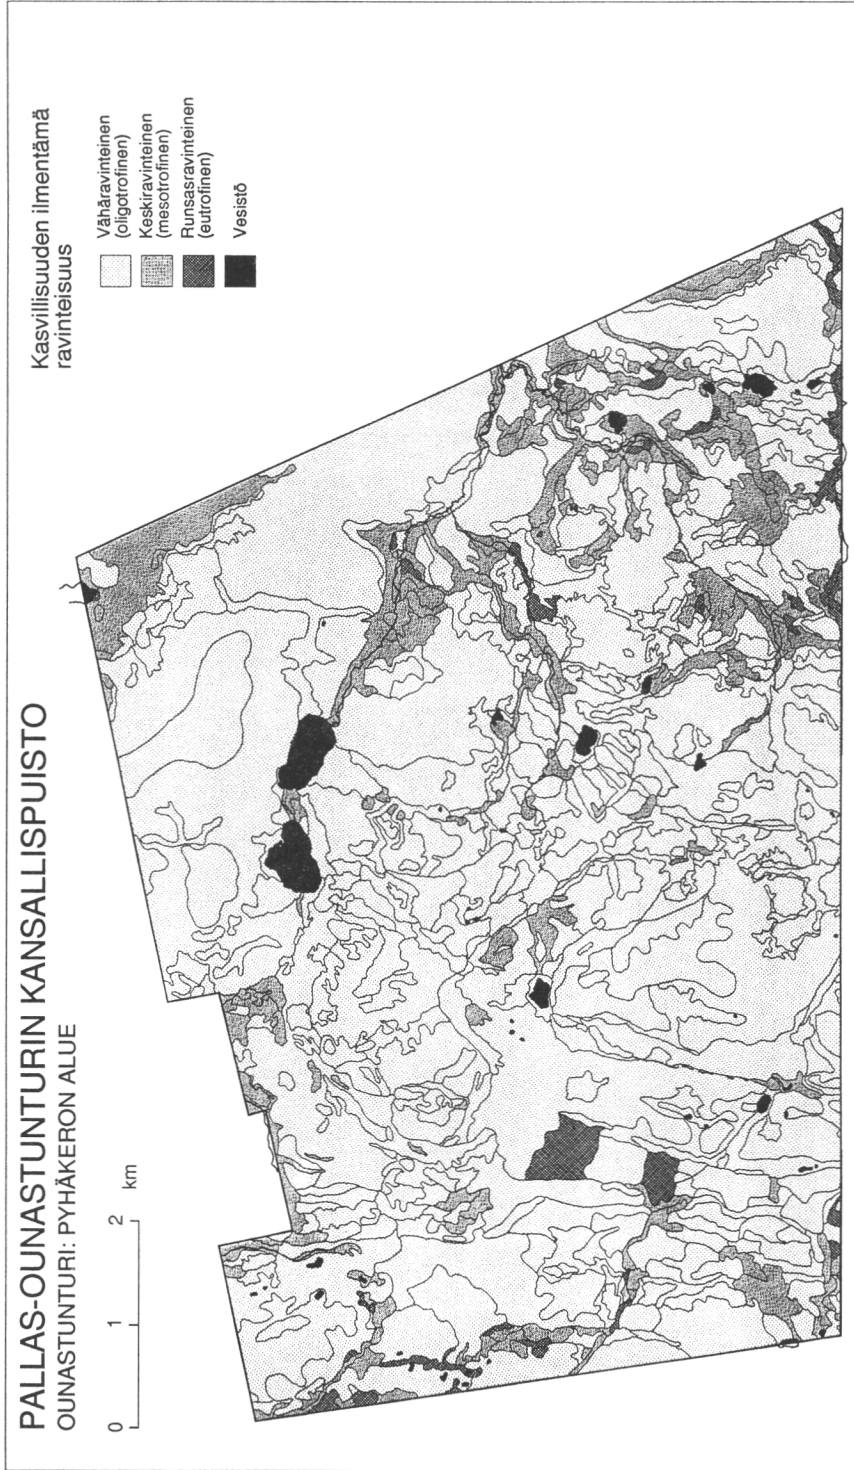 PALLAS-OUNASTUNTURIN KANSALLISPUISTO
OUNASTUNTURI: PYHÄKERON ALUE
0 1 2 km
Kasvillisuuden ilmentämä
ravinteisuus
Väháravinteinen
(oligotrofinen)
Keskiravinteinen
(mesotrofinen)
Runsasravinteinen
(eutrofinen)
Vesistö